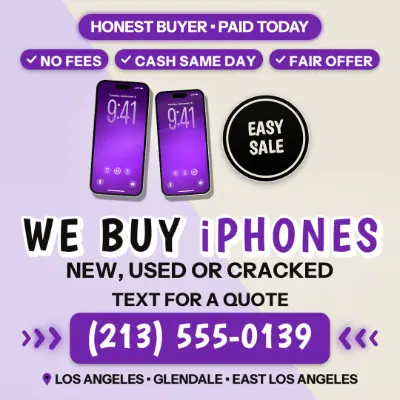 HONEST BUYER • PAID TODAY
✓ NO FEES ✓ CASH SAME DAY ✓ FAIR OFFER
9:41
9:41
EASY
SALE
WE BUY iPHONES
NEW, USED OR CRACKED
TEXT FOR A QUOTE
(213) 555-0139
LOS ANGELES • GLENDALE • EAST LOS ANGELES